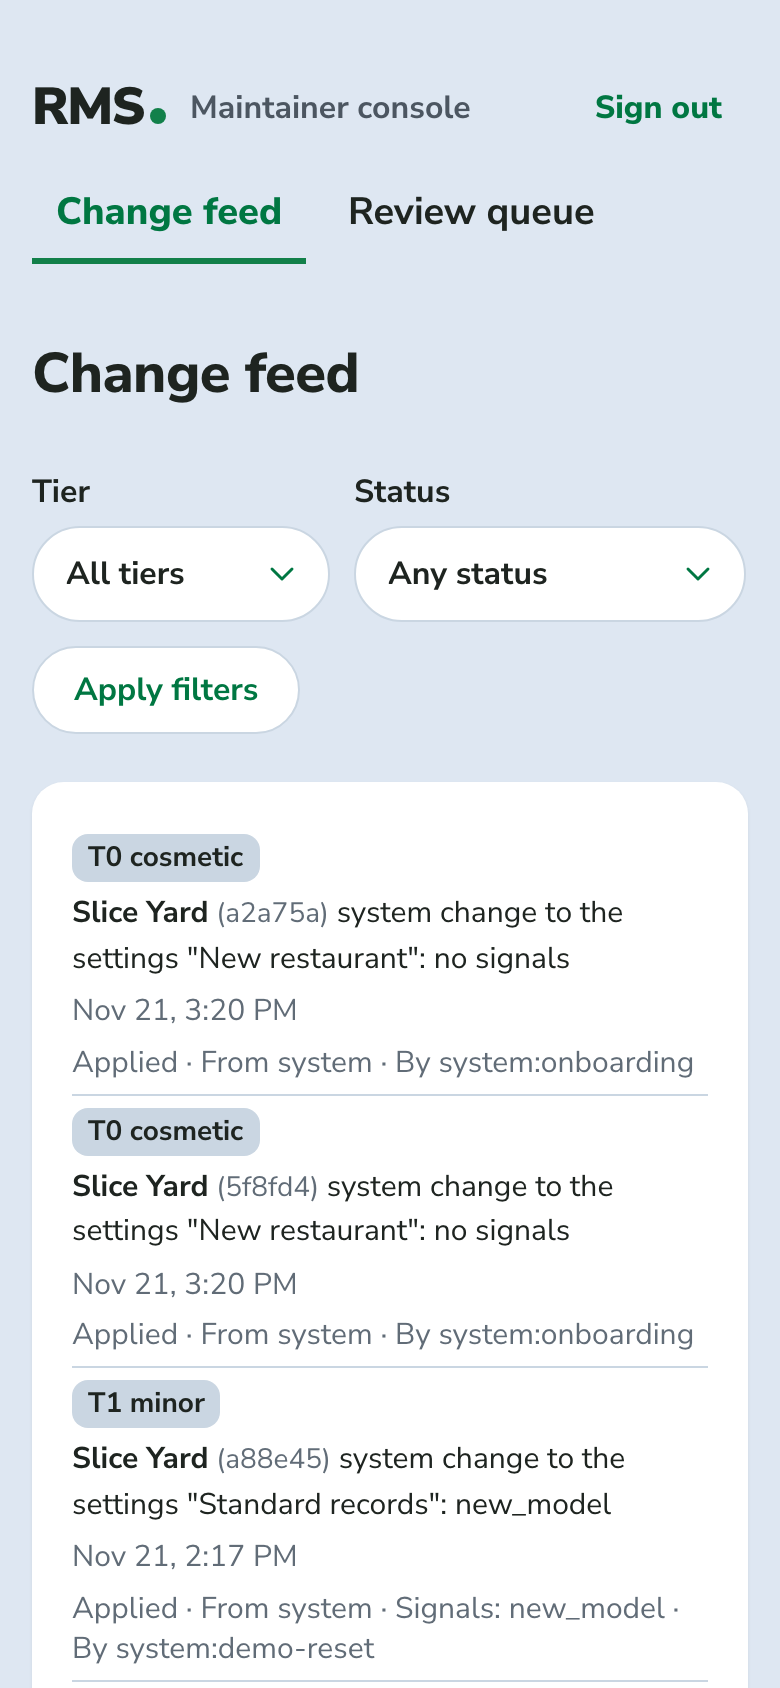 RMS. Maintainer console Sign out
Change feed Review queue
Change feed
Tier Status
All tiers Any status
Apply filters
T0 cosmetic
Slice Yard (a2a75a) system change to the
settings "New restaurant": no signals
Nov 21, 3:20 PM
Applied · From system · By system:onboarding
T0 cosmetic
Slice Yard (5f8fd4) system change to the
settings "New restaurant": no signals
Nov 21, 3:20 PM
Applied · From system · By system:onboarding
T1 minor
Slice Yard (a88e45) system change to the
settings "Standard records": new_model
Nov 21, 2:17 PM
Applied · From system · Signals: new_model ·
By system:demo-reset